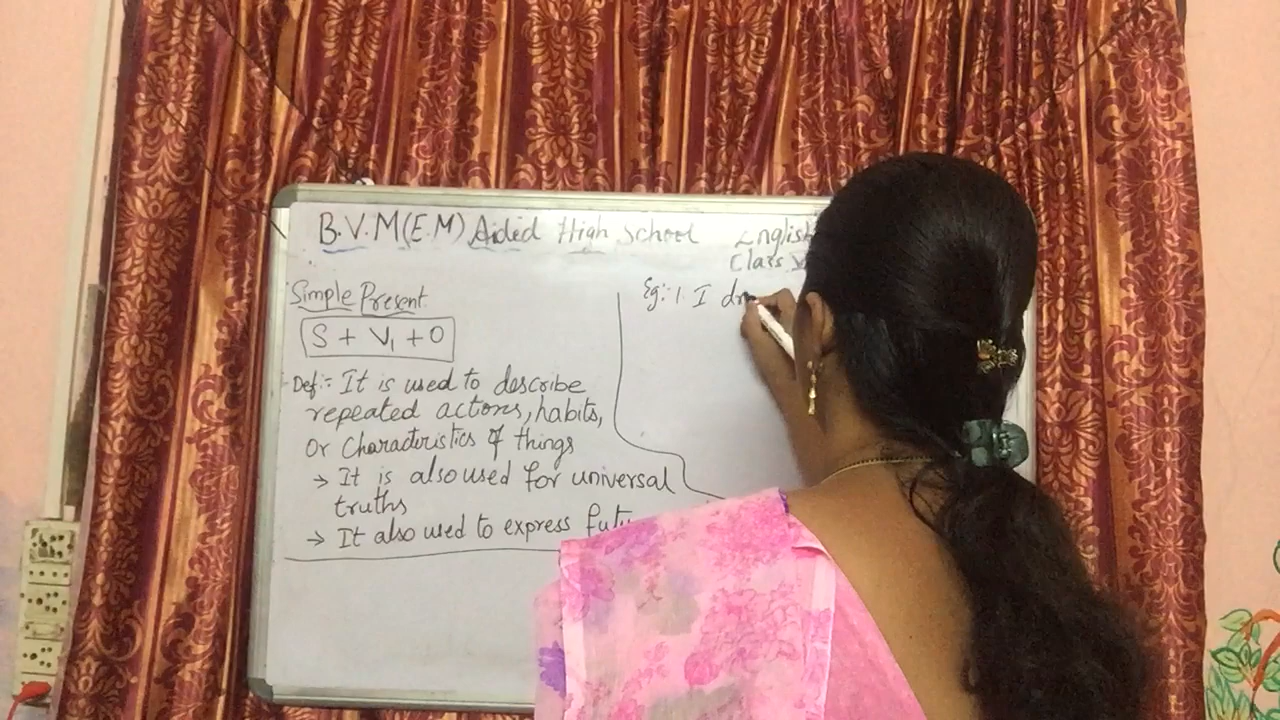 B.V.M(E.M) Aided High School English
Class
Simple Present
S + V₁ + O
Def:- It is used to describe
repeated actions, habits,
Or Characteristics of things
→ It is also used for universal
truths
→ It also used to express
Eg:- 1. I